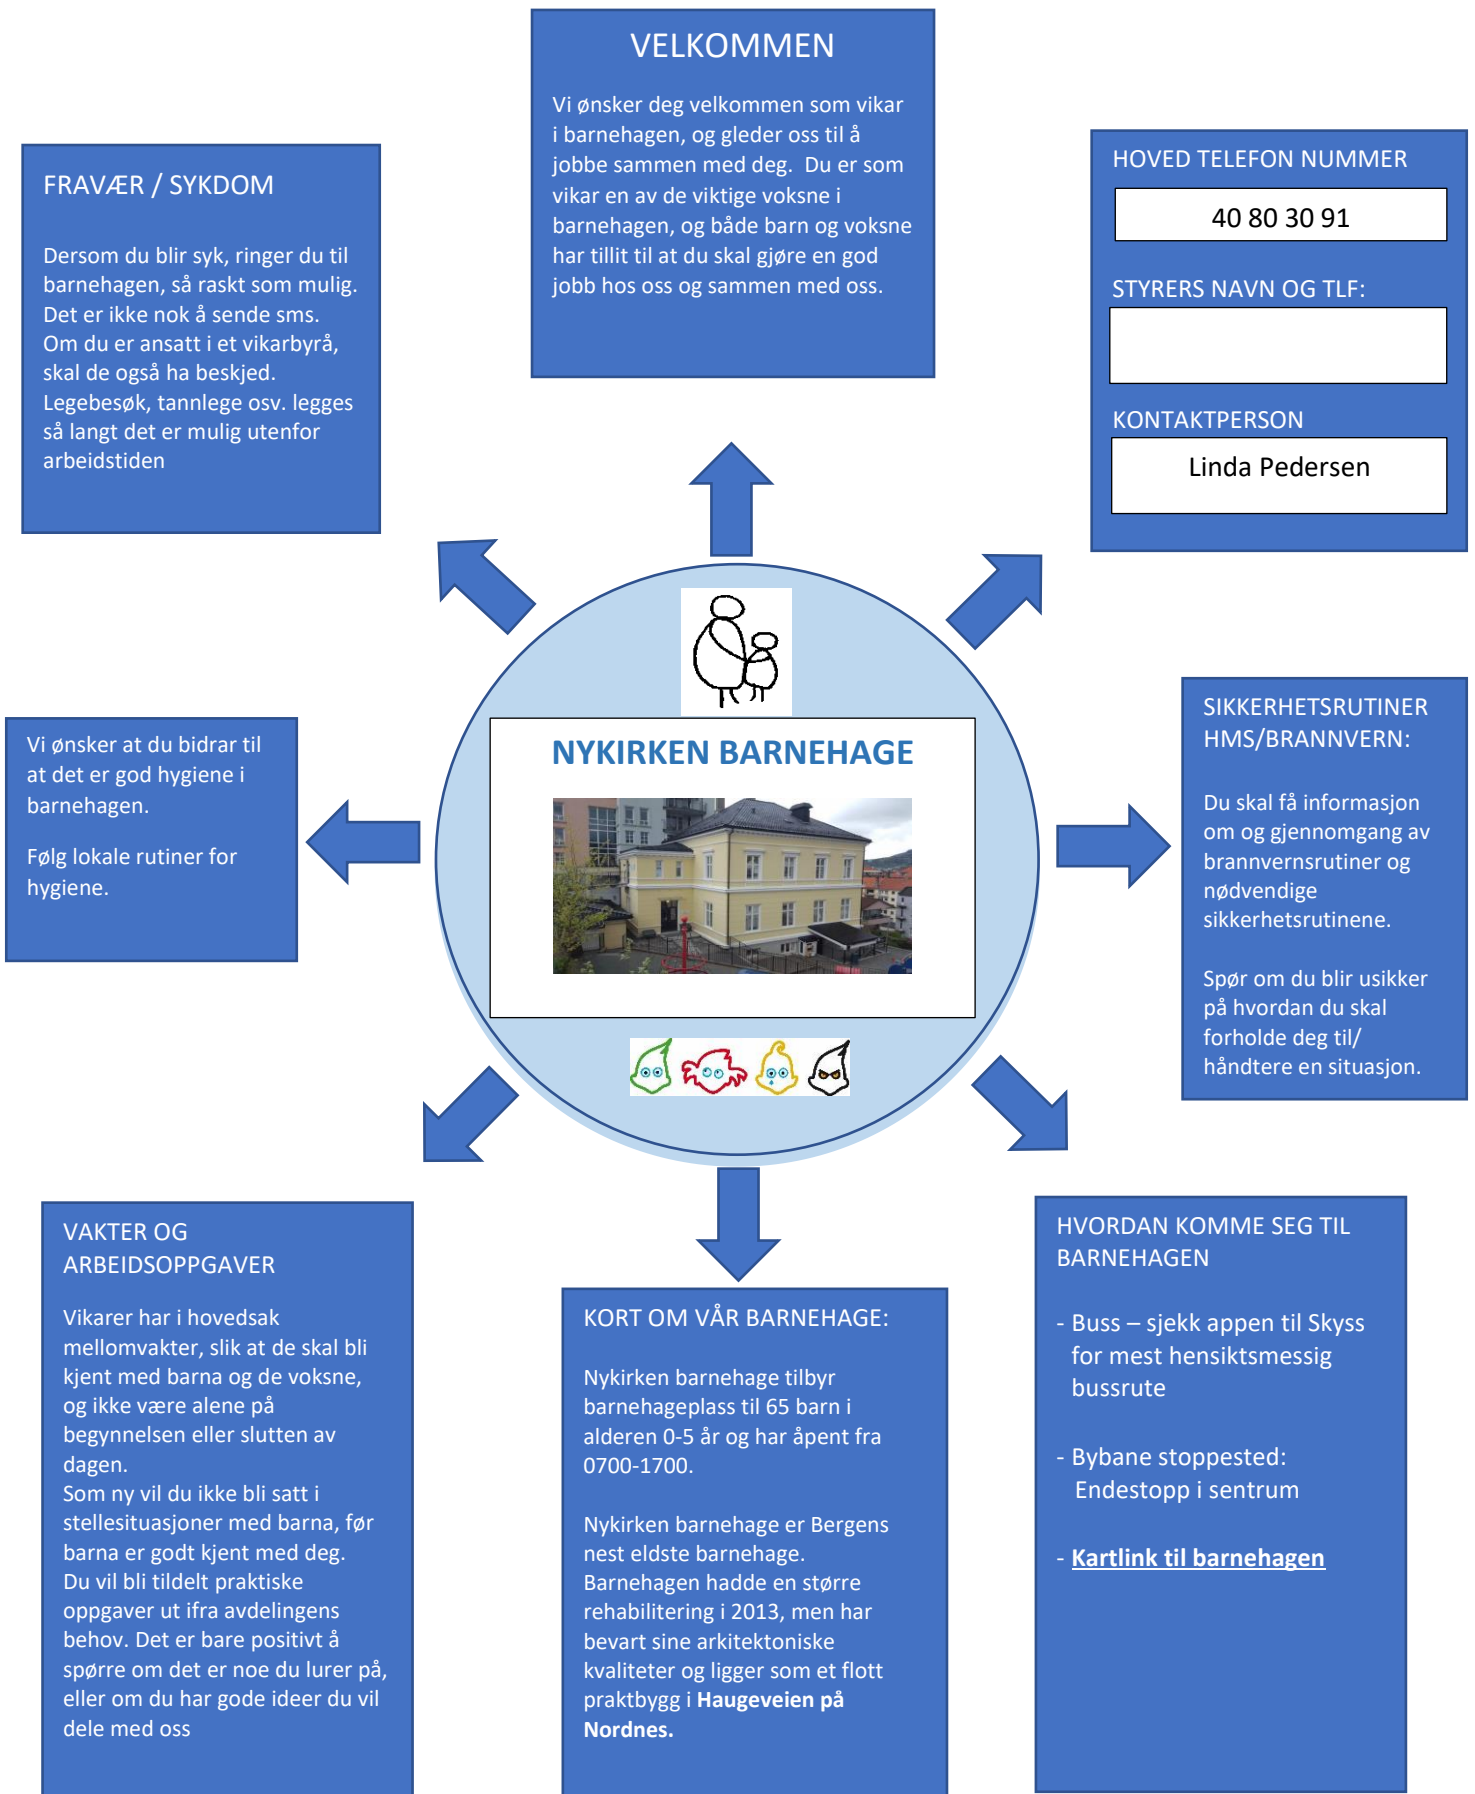 VELKOMMEN
Vi ønsker deg velkommen som vikar
i barnehagen, og gleder oss til å
jobbe sammen med deg.  Du er som
vikar en av de viktige voksne i
barnehagen, og både barn og voksne
har tillit til at du skal gjøre en god
jobb hos oss og sammen med oss.
FRAVÆR / SYKDOM
Dersom du blir syk, ringer du til
barnehagen, så raskt som mulig.
Det er ikke nok å sende sms.
Om du er ansatt i et vikarbyrå,
skal de også ha beskjed.
Legebesøk, tannlege osv. legges
så langt det er mulig utenfor
arbeidstiden
HOVED TELEFON NUMMER
40 80 30 91
STYRERS NAVN OG TLF:
KONTAKTPERSON
Linda Pedersen
NYKIRKEN BARNEHAGE
Vi ønsker at du bidrar til
at det er god hygiene i
barnehagen.
Følg lokale rutiner for
hygiene.
SIKKERHETSRUTINER
HMS/BRANNVERN:
Du skal få informasjon
om og gjennomgang av
brannvernsrutiner og
nødvendige
sikkerhetsrutinene.
Spør om du blir usikker
på hvordan du skal
forholde deg til/
håndtere en situasjon.
VAKTER OG
ARBEIDSOPPGAVER
Vikarer har i hovedsak
mellomvakter, slik at de skal bli
kjent med barna og de voksne,
og ikke være alene på
begynnelsen eller slutten av
dagen.
Som ny vil du ikke bli satt i
stellesituasjoner med barna, før
barna er godt kjent med deg.
Du vil bli tildelt praktiske
oppgaver ut ifra avdelingens
behov. Det er bare positivt å
spørre om det er noe du lurer på,
eller om du har gode ideer du vil
dele med oss
KORT OM VÅR BARNEHAGE:
Nykirken barnehage tilbyr
barnehageplass til 65 barn i
alderen 0-5 år og har åpent fra
0700-1700.
Nykirken barnehage er Bergens
nest eldste barnehage.
Barnehagen hadde en større
rehabilitering i 2013, men har
bevart sine arkitektoniske
kvaliteter og ligger som et flott
praktbygg i Haugeveien på
Nordnes.
HVORDAN KOMME SEG TIL
BARNEHAGEN
- Buss – sjekk appen til Skyss
for mest hensiktsmessig
bussrute
- Bybane stoppested:
Endestopp i sentrum
- Kartlink til barnehagen